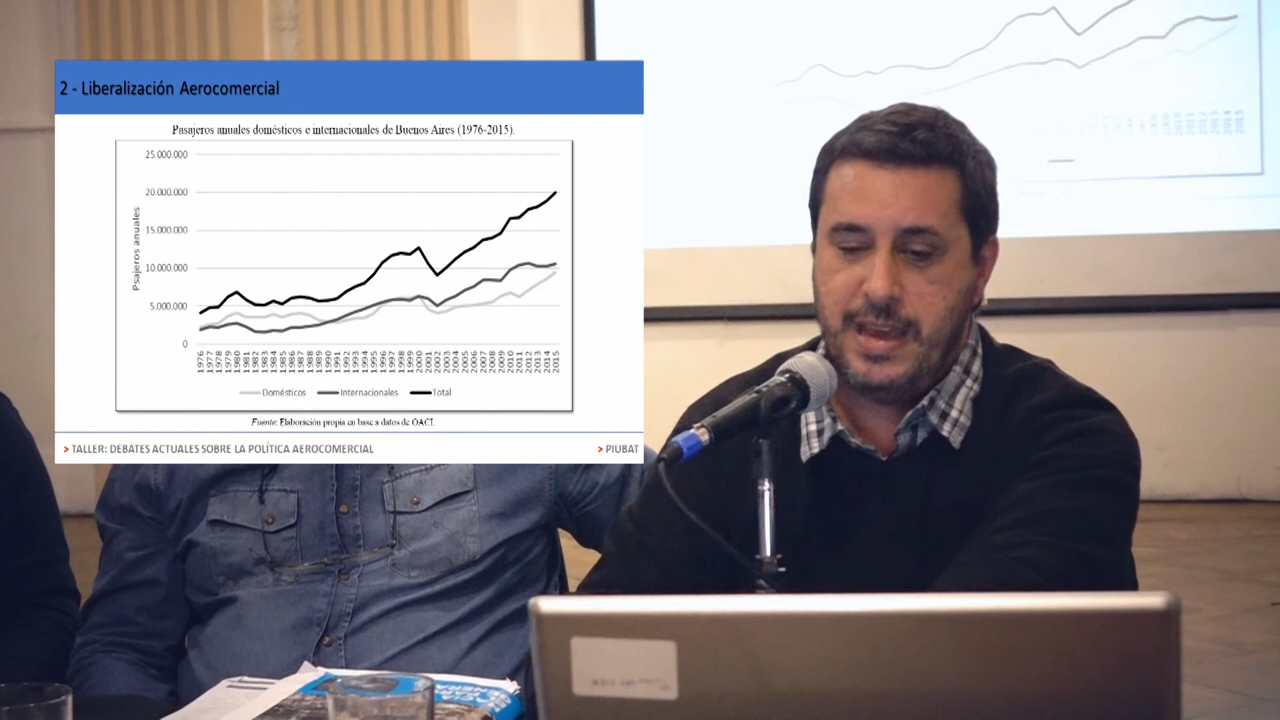 2 - Liberalización Aerocomercial
Pasajeros anuales domésticos e internacionales de Buenos Aires (1976-2015).
25.000.000
20.000.000
15.000.000
10.000.000
5.000.000
0
Psajeros anuales
1976 1977 1978 1979 1980 1981 1982 1983 1984 1985 1986 1987 1988 1989 1990 1991 1992 1993 1994 1995 1996 1997 1998 1999 2000 2001 2002 2003 2004 2005 2006 2007 2008 2009 2010 2011 2012 2013 2014 2015
Domésticos Internacionales Total
Fuente: Elaboración propia en base a datos de OACI.
> TALLER: DEBATES ACTUALES SOBRE LA POLÍTICA AEROCOMERCIAL
> PIUBAT